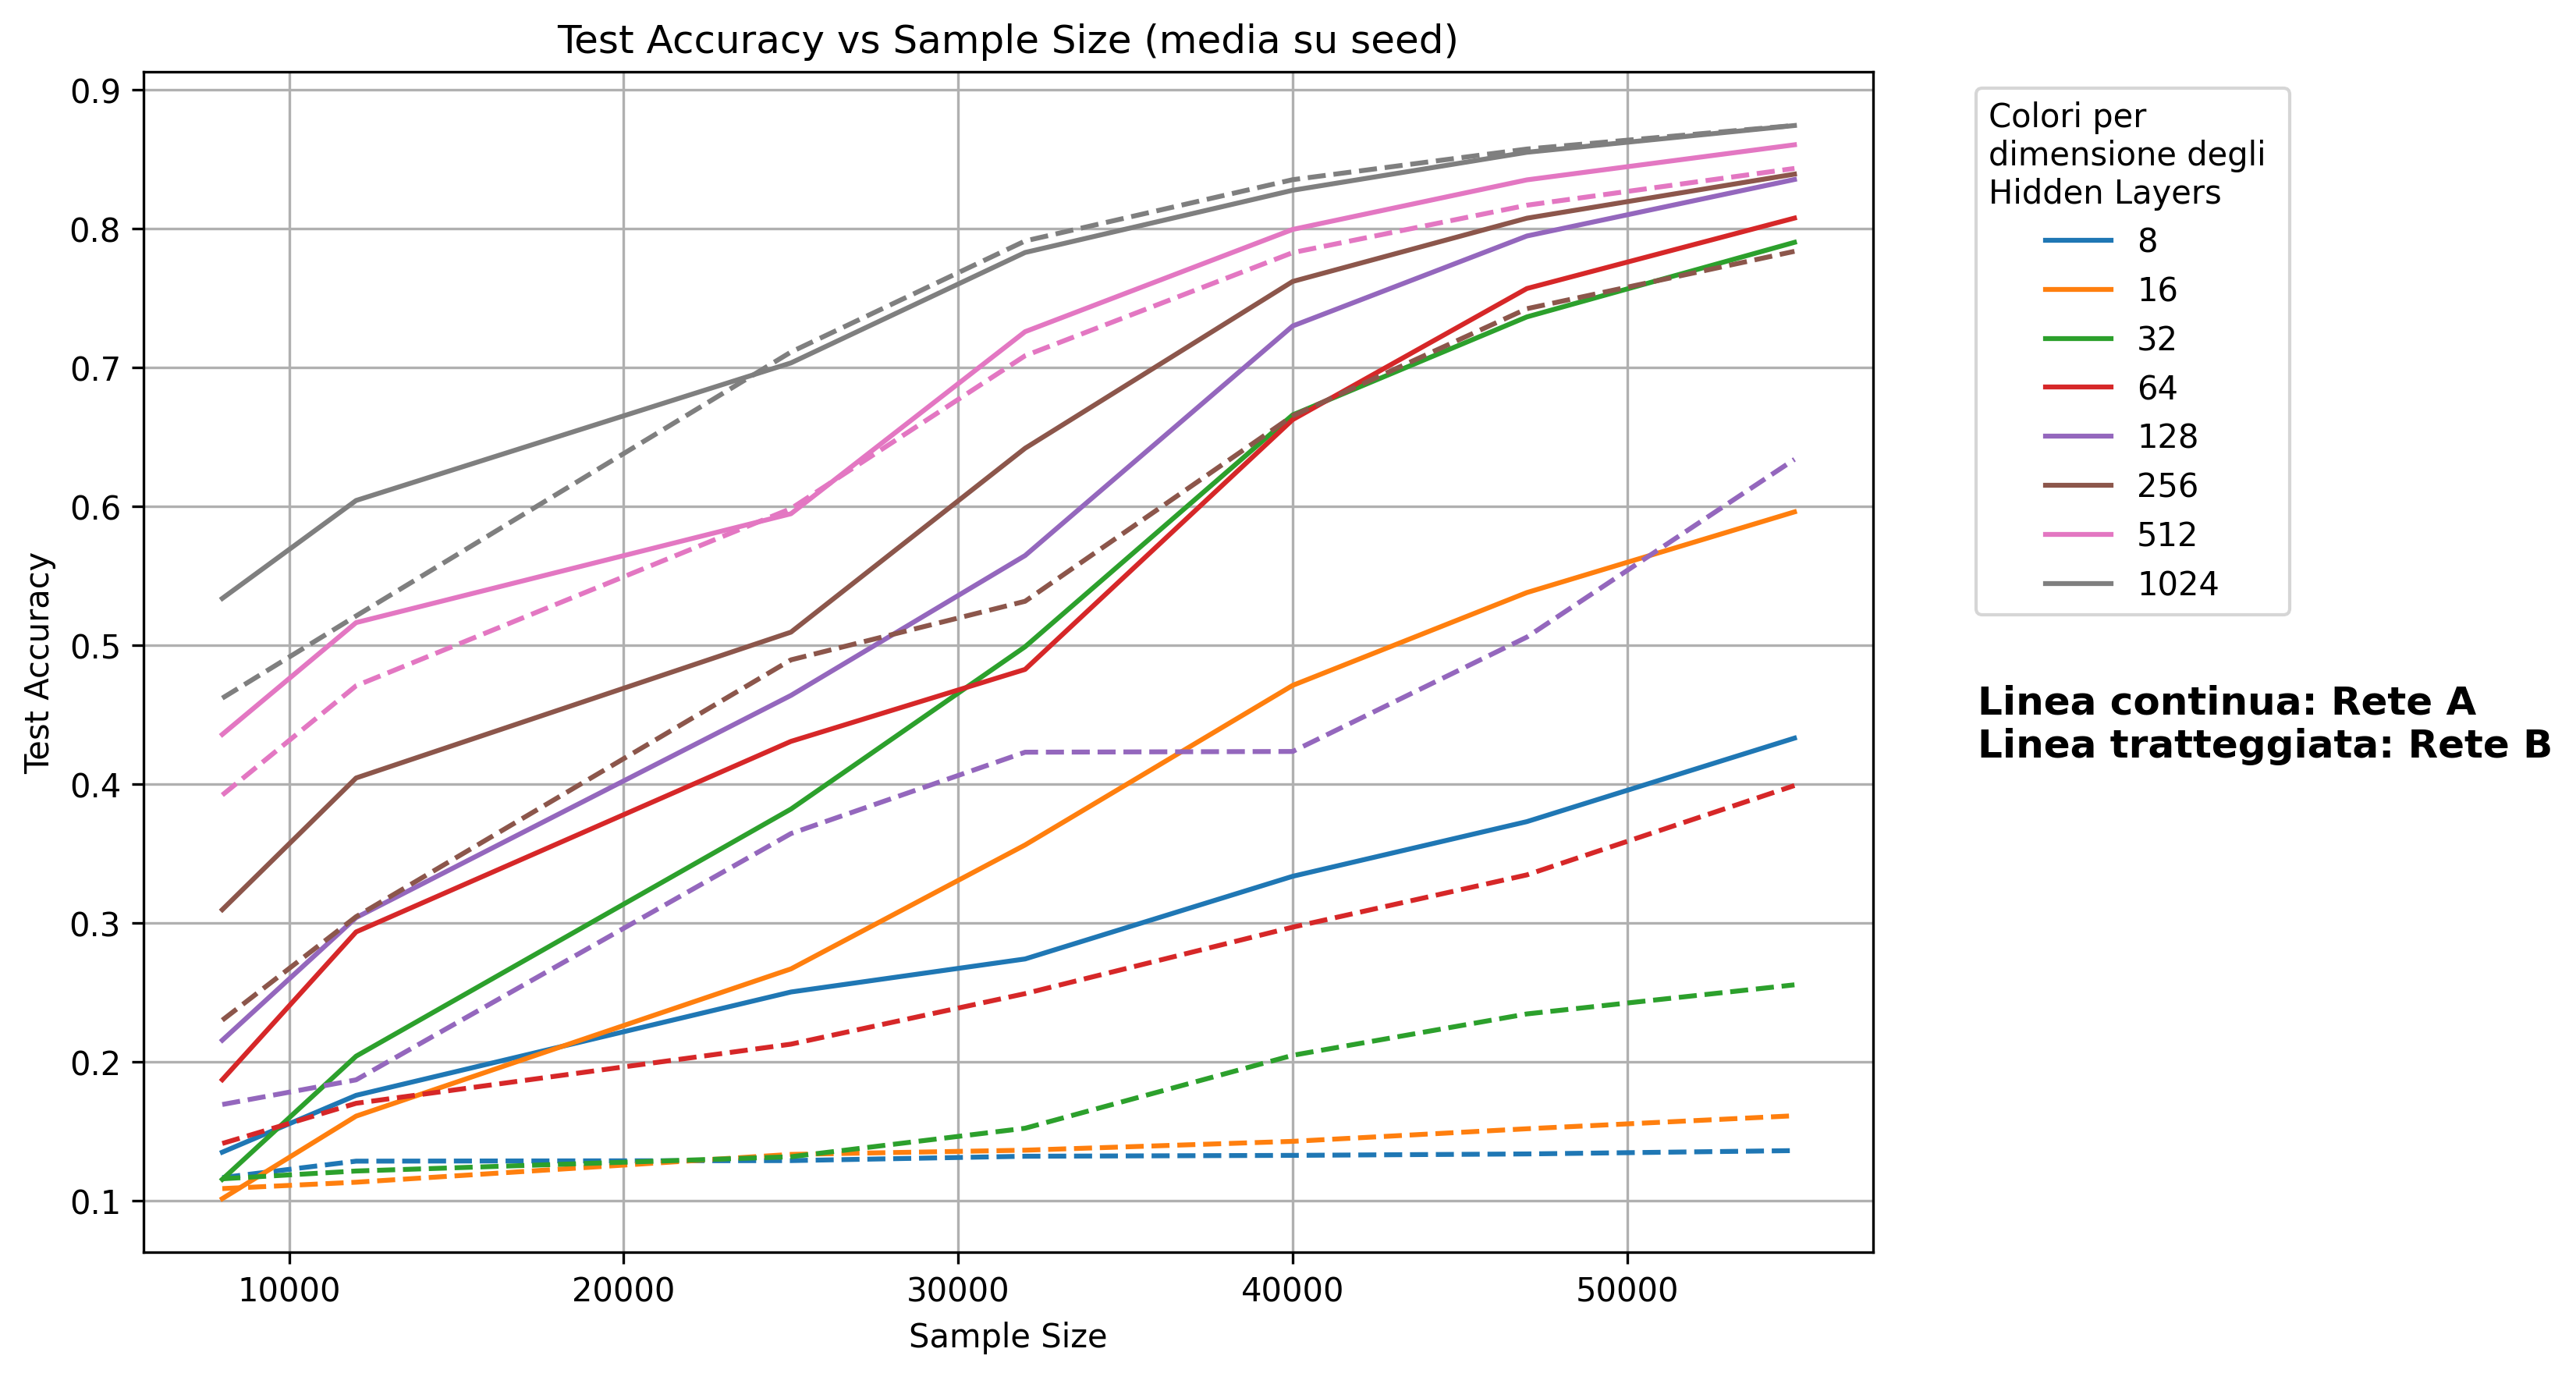 Test Accuracy vs Sample Size (media su seed)
0.9
0.8
0.7
0.6
0.5
0.4
0.3
0.2
0.1
Test Accuracy
10000
20000
30000
40000
50000
Sample Size
Colori per
dimensione degli
Hidden Layers
8
16
32
64
128
256
512
1024
Linea continua: Rete A
Linea tratteggiata: Rete B